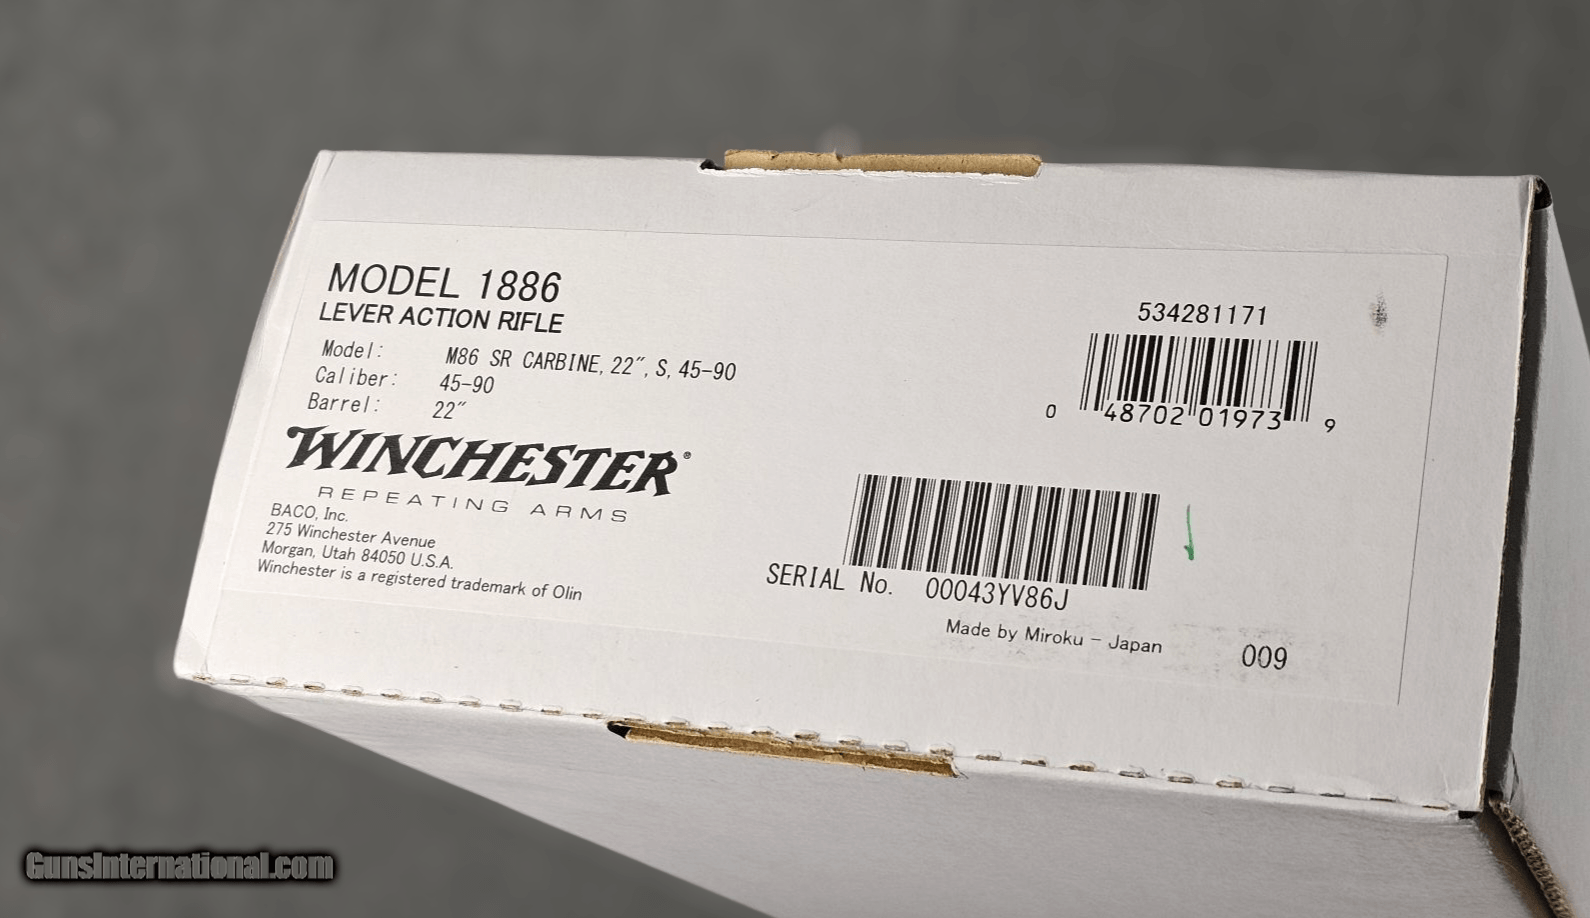 MODEL 1886
LEVER ACTION RIFLE
Model: M86 SR CARBINE, 22", S, 45-90
Caliber: 45-90
Barrel: 22"
WINCHESTER®
REPEATING ARMS
BACO, Inc.
275 Winchester Avenue
Morgan, Utah 84050 U.S.A.
Winchester is a registered trademark of Olin
534281171
0 48702 01973 9
SERIAL No. 00043YV86J
Made by Miroku - Japan
009
GunsInternational.com